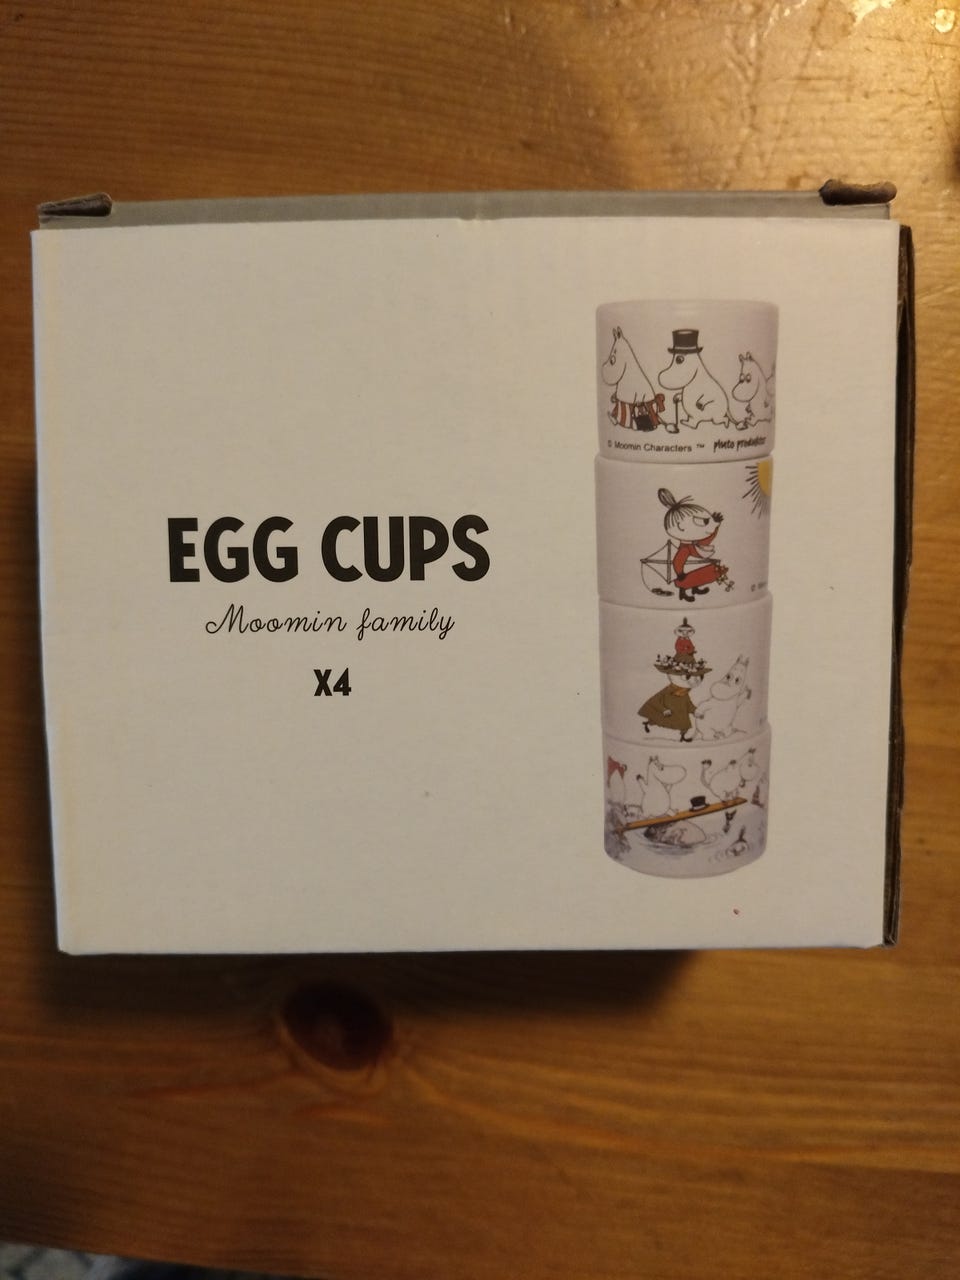 EGG CUPS
Moomin family
X4
© Moomin Characters ™ pluto produkter
©